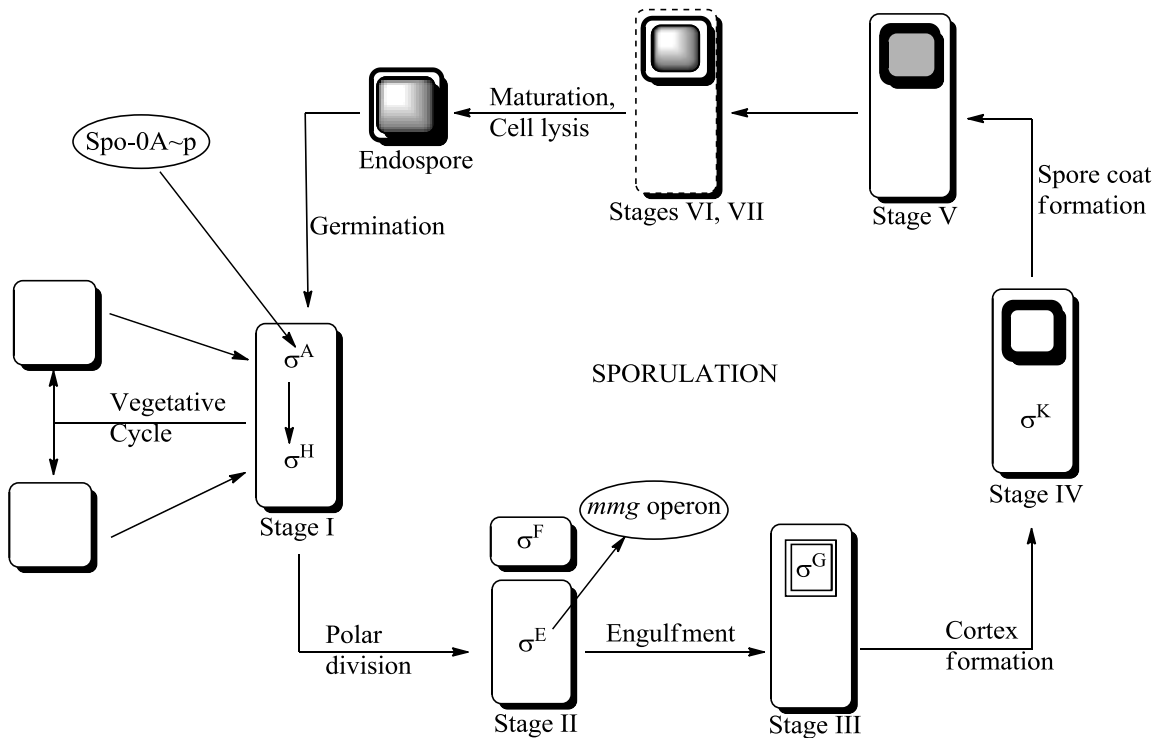 Maturation,
Cell lysis
Spo-0A~p
Endospore
Spore coat
formation
Stages VI, VII
Stage V
Germination
σA
SPORULATION
Vegetative
Cycle
σK
σH
Stage IV
mmg operon
Stage I
σF
σG
Polar
division
σE
Engulfment
Cortex
formation
Stage II
Stage III